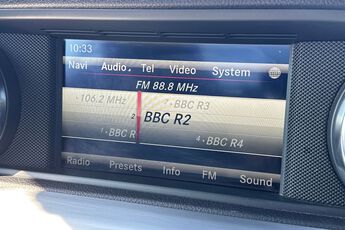 10:33
Navi Audio Tel Video System
FM 88.8 MHz
106.2 MHz 1 BBC R3
2 BBC R2
1 BBC R 4 BBC R4
Radio Presets Info FM Sound